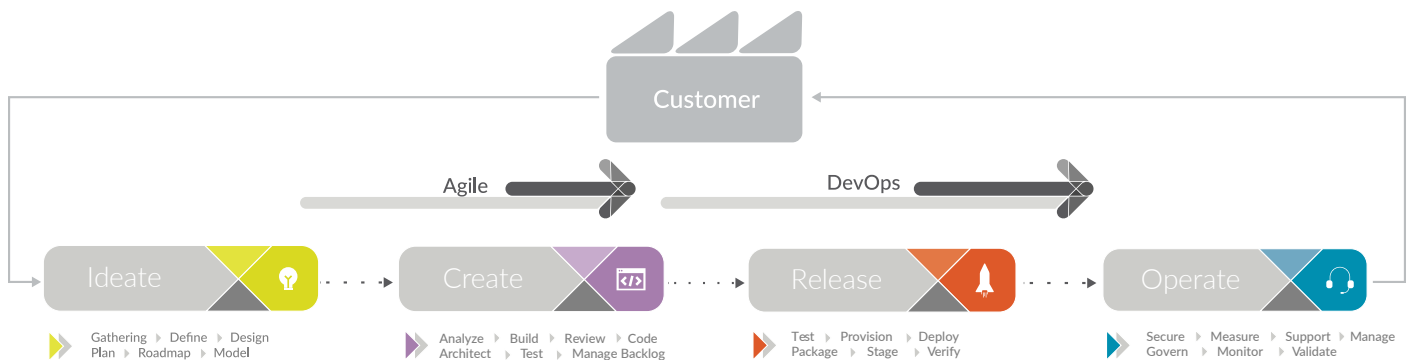 Customer
Agile
DevOps
Ideate
Create
Release
Operate
Gathering Define Design
Plan Roadmap Model
Analyze Build Review Code
Architect Test Manage Backlog
Test Provision Deploy
Package Stage Verify
Secure Measure Support Manage
Govern Monitor Validate